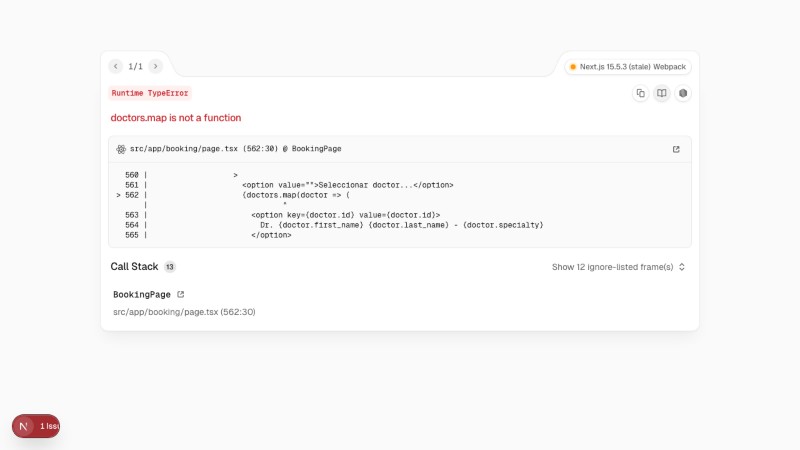 1/1
Next.js 15.5.3 (stale) Webpack
Runtime TypeError
doctors.map is not a function
src/app/booking/page.tsx (562:30) @ BookingPage
560 | >
561 | <option value="">Seleccionar doctor...</option>
> 562 | {doctors.map(doctor => (
| ^
563 | <option key={doctor.id} value={doctor.id}>
564 | Dr. {doctor.first_name} {doctor.last_name} - {doctor.specialty}
565 | </option>
Call Stack 13
Show 12 ignore-listed frame(s)
BookingPage
src/app/booking/page.tsx (562:30)
N 1 Issu